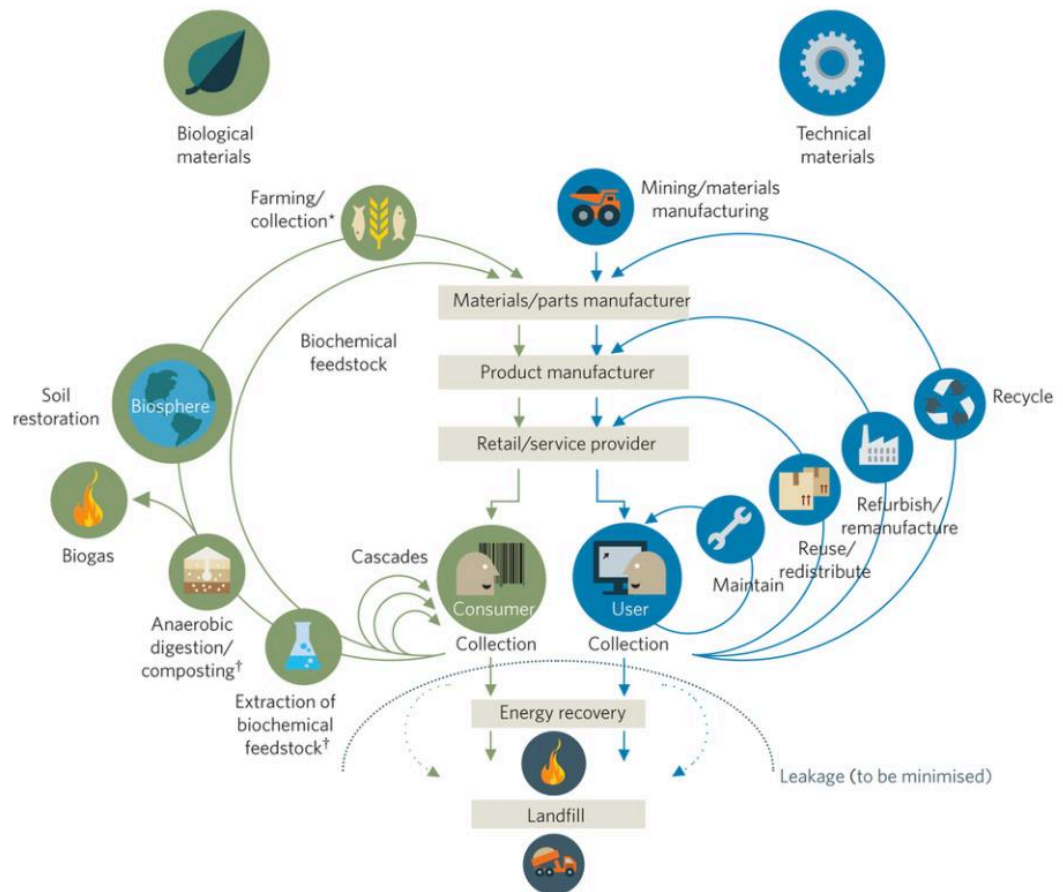 Biological
materials
Technical
materials
Farming/
collection*
Mining/materials
manufacturing
Materials/parts manufacturer
Biochemical
feedstock
Product manufacturer
Soil
restoration
Biosphere
Recycle
Retail/service provider
Biogas
Refurbish/
remanufacture
Reuse/
redistribute
Cascades
Maintain
Consumer
User
Anaerobic
digestion/
composting†
Collection
Collection
Extraction of
biochemical
feedstock†
Energy recovery
Leakage (to be minimised)
Landfill